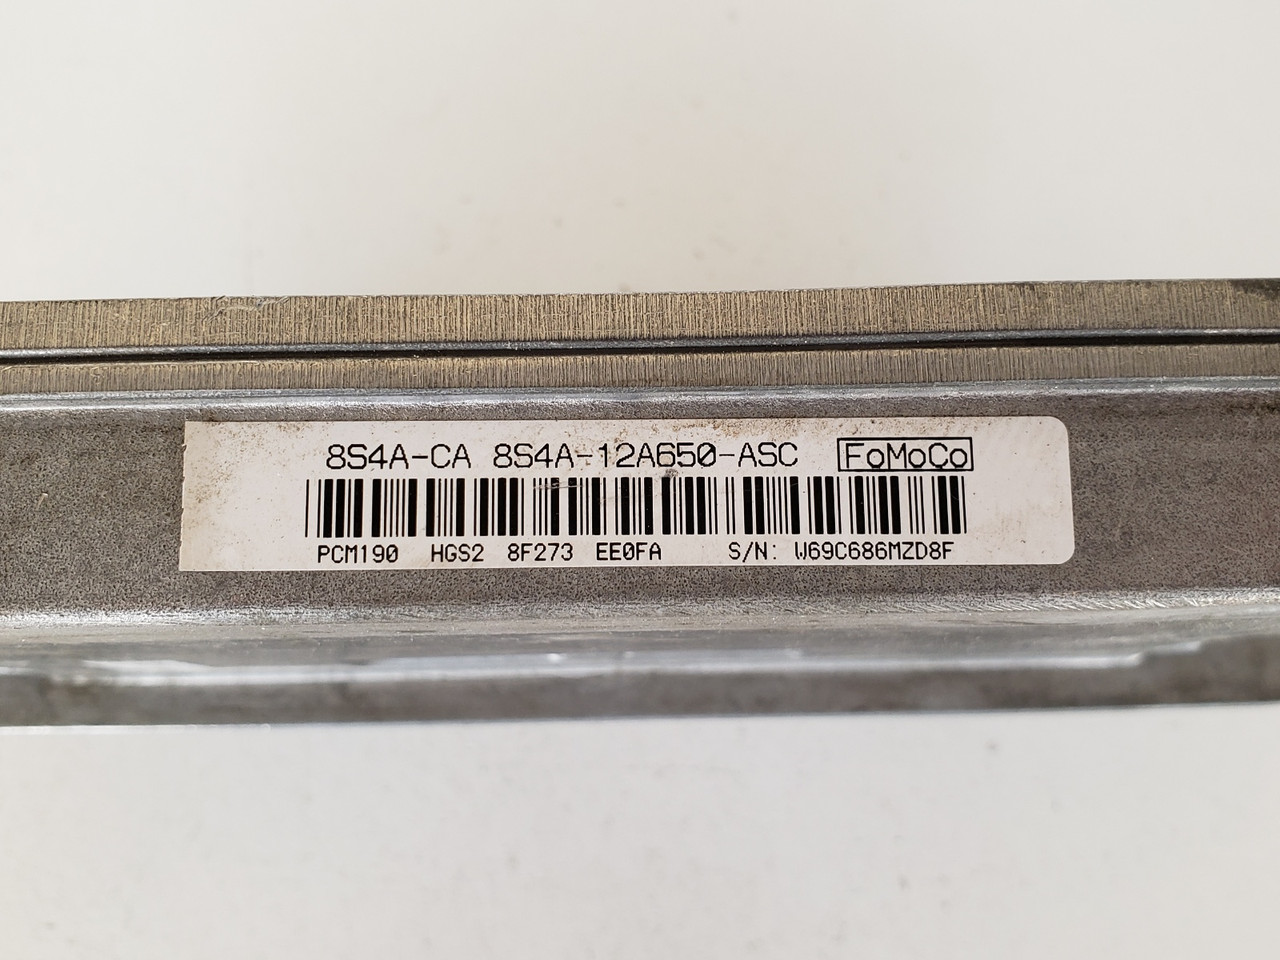 8S4A-CA 8S4A-12A650-ASC FoMoCo
PCM190 HGS2 8F273 EE0FA S/N: W69C686MZD8F